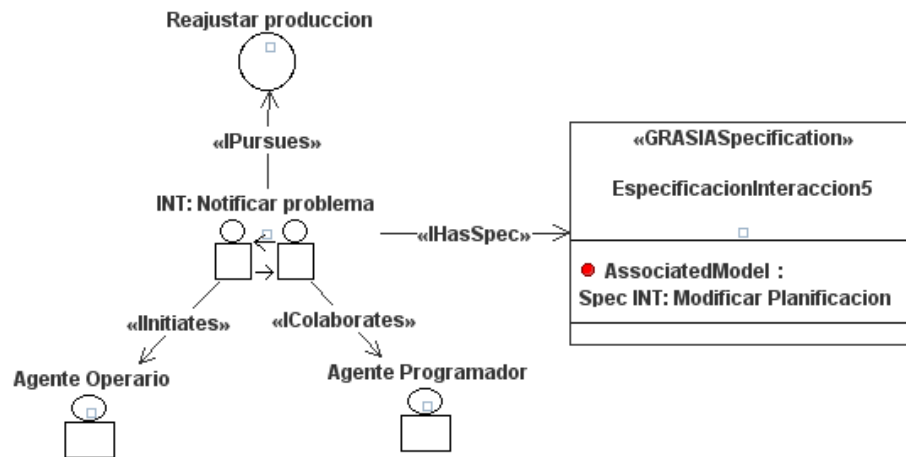 Reajustar produccion
«IPursues»
«GRASIASpecification»
EspecificacionInteraccion5
INT: Notificar problema
«IHasSpec»
AssociatedModel :
Spec INT: Modificar Planificacion
«IInitiates»
«IColaborates»
Agente Operario
Agente Programador